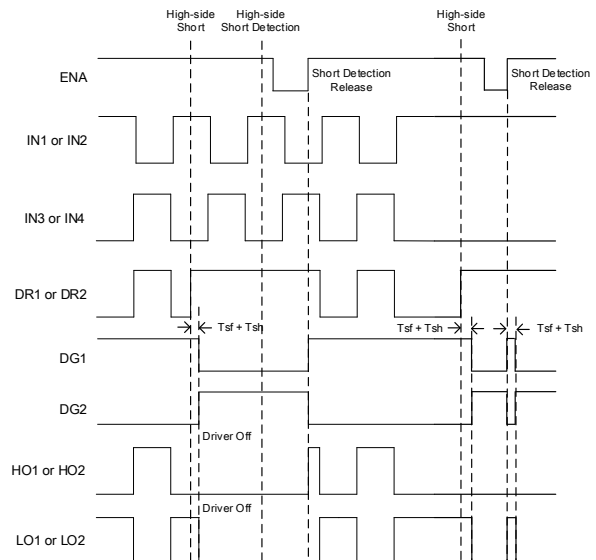 High-side
Short
High-side
Short Detection
High-side
Short
ENA
Short Detection
Release
Short Detection
Release
IN1 or IN2
IN3 or IN4
DR1 or DR2
Tsf + Tsh
Tsf + Tsh
Tsf + Tsh
DG1
DG2
Driver Off
HO1 or HO2
Driver Off
LO1 or LO2